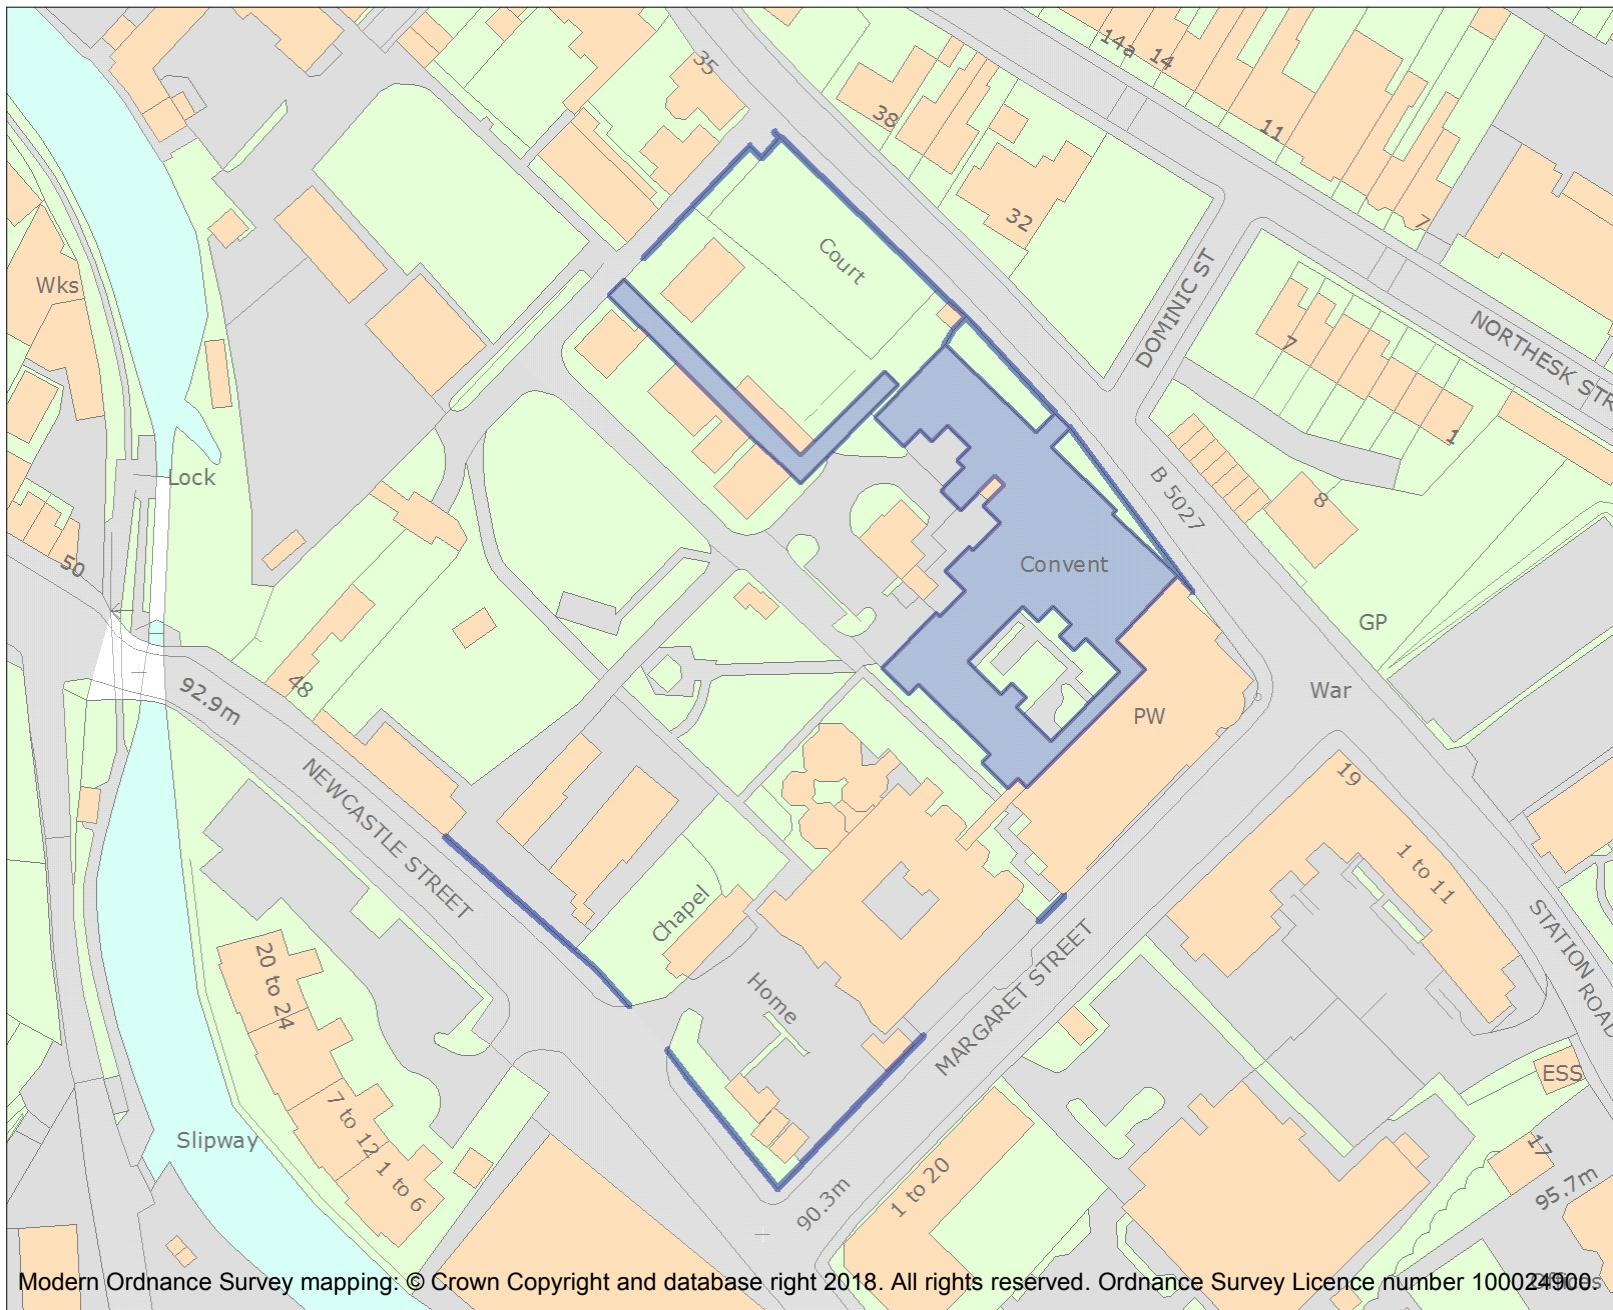 35
14a
14
38
11
32
7
Court
Wks
DOMINIC ST
NORTHESK STR
7
1
Lock
B 5027
8
50
Convent
GP
48
92.9m
War
PW
NEWCASTLE STREET
19
1 to 11
Chapel
STATION ROAD
20 to 24
Home
MARGARET STREET
ESS
7 to 12
Slipway
1 to 6
1 to 20
17
90.3m
95.7m
Modern Ordnance Survey mapping: © Crown Copyright and database right 2018. All rights reserved. Ordnance Survey Licence number 100024900.